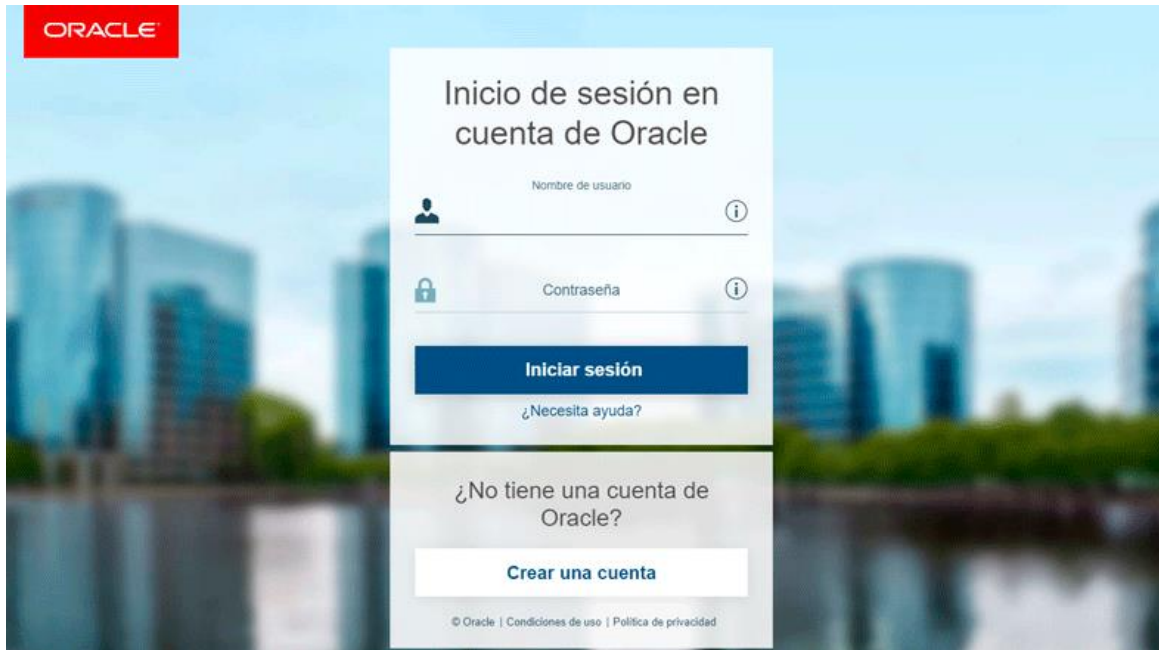 ORACLE
Inicio de sesión en
cuenta de Oracle
Nombre de usuario
Contraseña
Iniciar sesión
¿Necesita ayuda?
¿No tiene una cuenta de
Oracle?
Crear una cuenta
© Oracle | Condiciones de uso | Política de privacidad